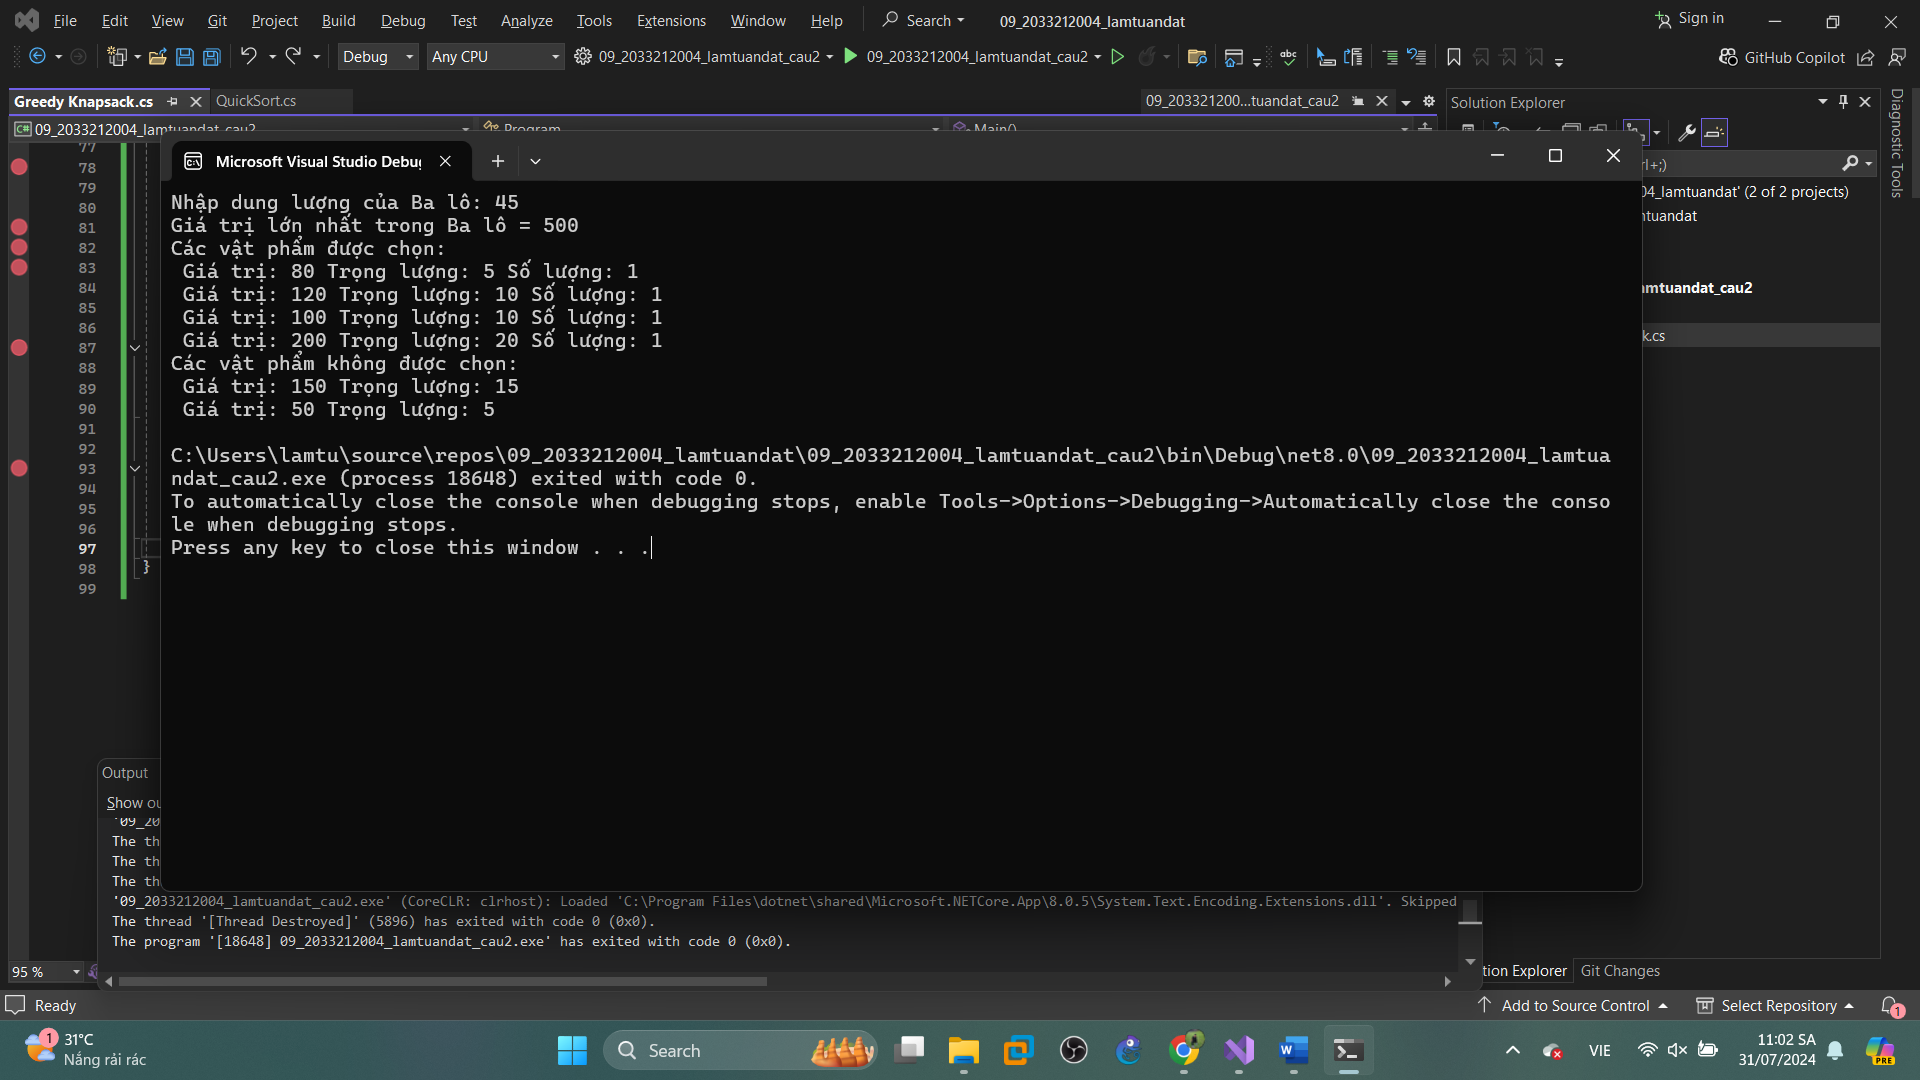 File Edit View Git Project Build Debug Test Analyze Tools Extensions Window Help Search 09_2033212004_lamtuandat Sign in
Debug Any CPU 09_2033212004_lamtuandat_cau2 09_2033212004_lamtuandat_cau2 GitHub Copilot
Greedy Knapsack.cs QuickSort.cs 09_203321200...tuandat_cau2 Solution Explorer
C# 09_2033212004_lamtuandat_cau2 Program Main()
Microsoft Visual Studio Debug
Nhập dung lượng của Ba lô: 45
Giá trị lớn nhất trong Ba lô = 500
Các vật phẩm được chọn:
Giá trị: 80 Trọng lượng: 5 Số lượng: 1
Giá trị: 120 Trọng lượng: 10 Số lượng: 1
Giá trị: 100 Trọng lượng: 10 Số lượng: 1
Giá trị: 200 Trọng lượng: 20 Số lượng: 1
Các vật phẩm không được chọn:
Giá trị: 150 Trọng lượng: 15
Giá trị: 50 Trọng lượng: 5
C:\Users\lamtu\source\repos\09_2033212004_lamtuandat\09_2033212004_lamtuandat_cau2\bin\Debug\net8.0\09_2033212004_lamtua
ndat_cau2.exe (process 18648) exited with code 0.
To automatically close the console when debugging stops, enable Tools->Options->Debugging->Automatically close the conso
le when debugging stops.
Press any key to close this window . . .
77
78
79
80
81
82
83
84
85
86
87
88
89
90
91
92
93
94
95
96
97
98 }
99
rl+;)
04_lamtuandat' (2 of 2 projects)
mtuandat
amtuandat_cau2
k.cs
Diagnostic Tools
Output
Show ou
'09_20
The th
The th
The th
'09_2033212004_lamtuandat_cau2.exe' (CoreCLR: clrhost): Loaded 'C:\Program Files\dotnet\shared\Microsoft.NETCore.App\8.0.5\System.Text.Encoding.Extensions.dll'. Skipped
The thread '[Thread Destroyed]' (5896) has exited with code 0 (0x0).
The program '[18648] 09_2033212004_lamtuandat_cau2.exe' has exited with code 0 (0x0).
95 %
tion Explorer Git Changes
Ready Add to Source Control Select Repository 1
1 31°C
Nắng rải rác
Search
VIE
11:02 SA
31/07/2024
PRE